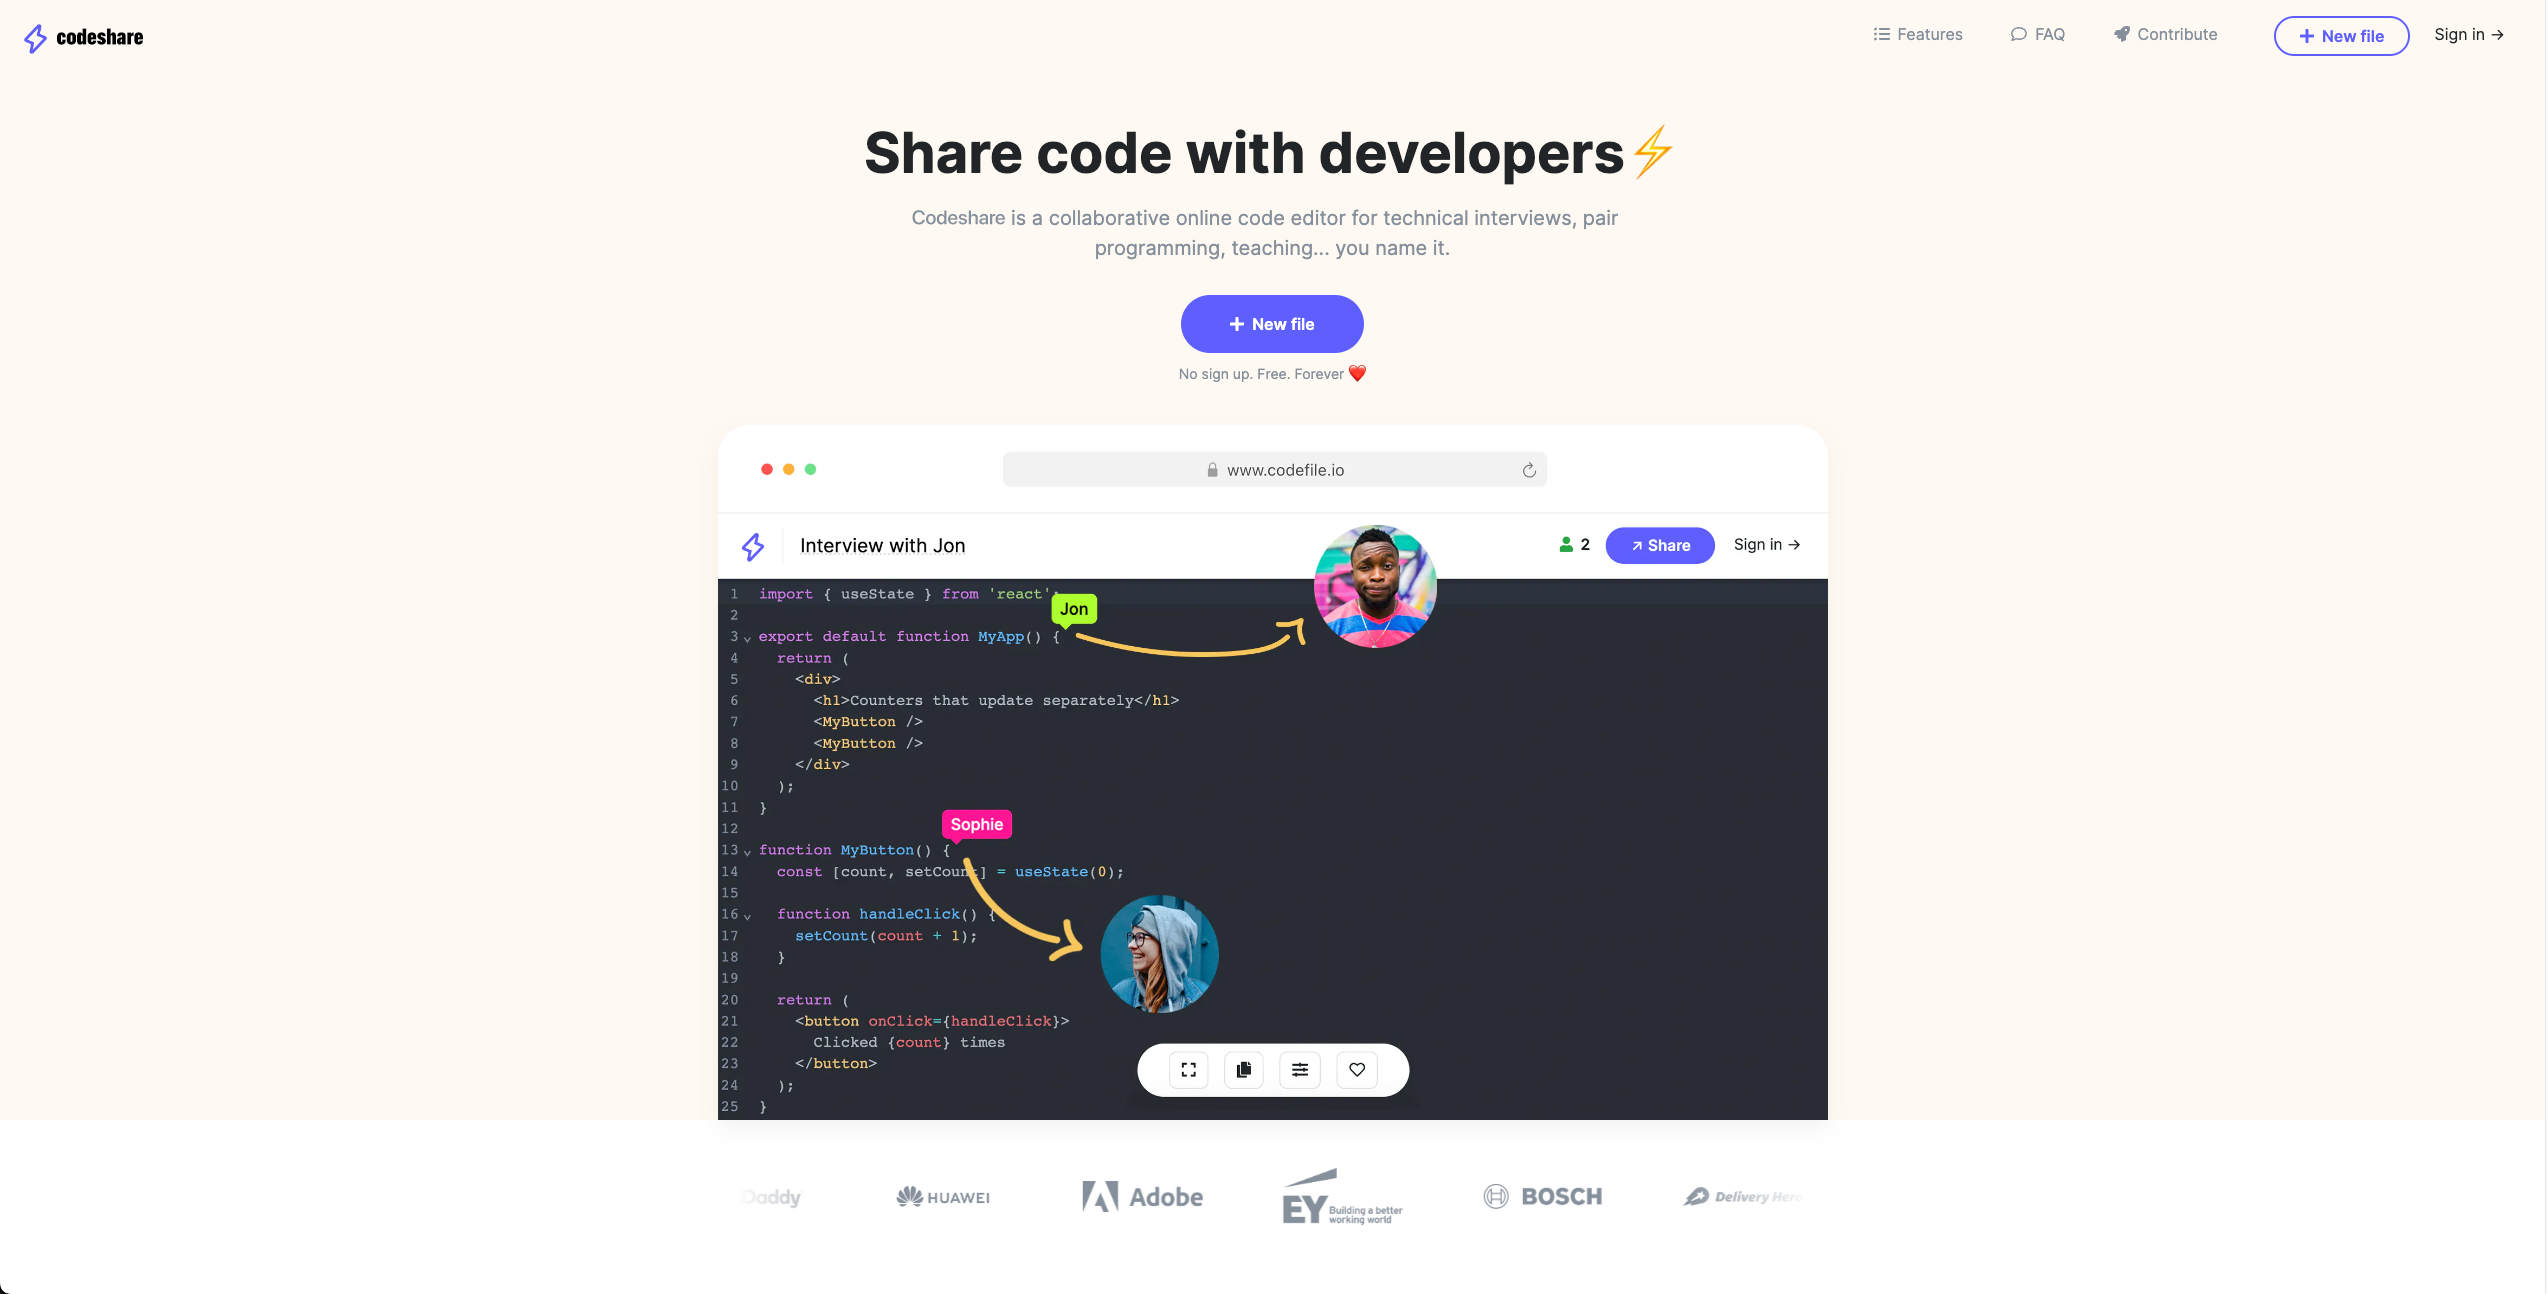 codeshare
Features
FAQ
Contribute
+ New file
Sign in →
Share code with developers⚡
Codeshare is a collaborative online code editor for technical interviews, pair
programming, teaching... you name it.
+ New file
No sign up. Free. Forever ❤️
www.codefile.io
Interview with Jon
2
Share
Sign in →
1 import { useState } from 'react';
Jon
2
3 export default function MyApp() {
4 return (
5 <div>
6 <h1>Counters that update separately</h1>
7 <MyButton />
8 <MyButton />
9 </div>
10 );
11 }
12
Sophie
13 function MyButton() {
14 const [count, setCount] = useState(0);
15
16 function handleClick() {
17 setCount(count + 1);
18 }
19
20 return (
21 <button onClick={handleClick}>
22 Clicked {count} times
23 </button>
24 );
25 }
Daddy
HUAWEI
Adobe
EY Building a better
working world
BOSCH
Delivery Hero